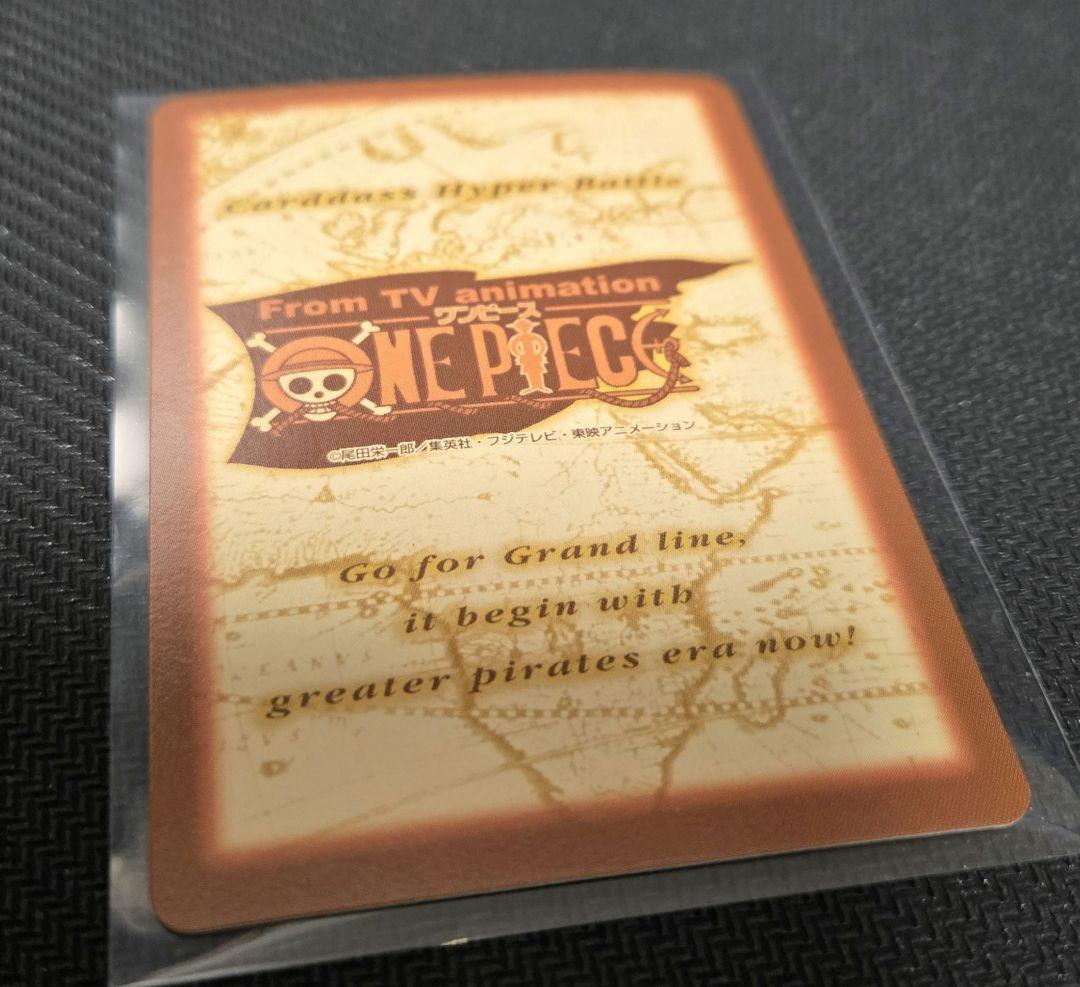 Carddass Hyper Battle
From TV animation
ワンピース
ONE PIECE
©尾田栄一郎／集英社・フジテレビ・東映アニメーション
Go for Grand line,
it begin with
greater pirates era now!